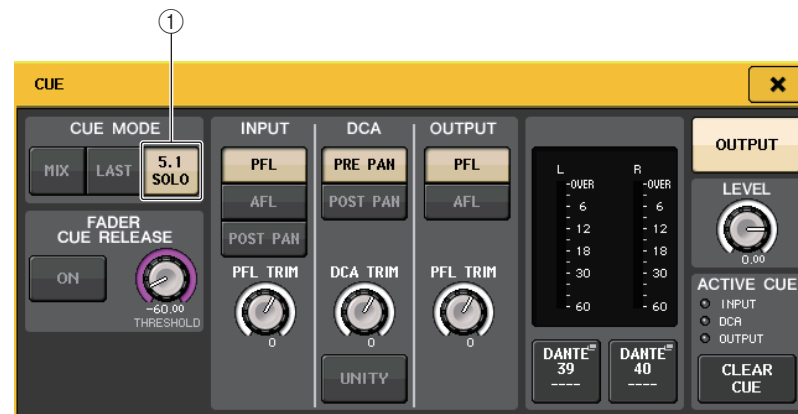 ①
CUE
CUE MODE
MIX
LAST
5.1
SOLO
FADER
CUE RELEASE
ON
-60.00
THRESHOLD
INPUT
PFL
AFL
POST PAN
PFL TRIM
0
DCA
PRE PAN
POST PAN
DCA TRIM
0
UNITY
OUTPUT
PFL
AFL
PFL TRIM
0
L
R
-OVER
-OVER
- 6
- 6
- 12
- 12
- 18
- 18
- 30
- 30
- 60
- 60
DANTE
39
----
DANTE
40
----
OUTPUT
LEVEL
0.00
ACTIVE CUE
INPUT
DCA
OUTPUT
CLEAR
CUE